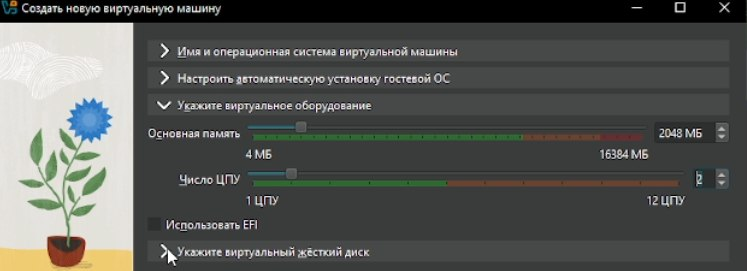 Создать новую виртуальную машину
Имя и операционная система виртуальной машины
Настроить автоматическую установку гостевой ОС
Укажите виртуальное оборудование
Основная память
2048 МБ
4 МБ
16384 МБ
Число ЦПУ
2
1 ЦПУ
12 ЦПУ
Использовать EFI
Укажите виртуальный жёсткий диск